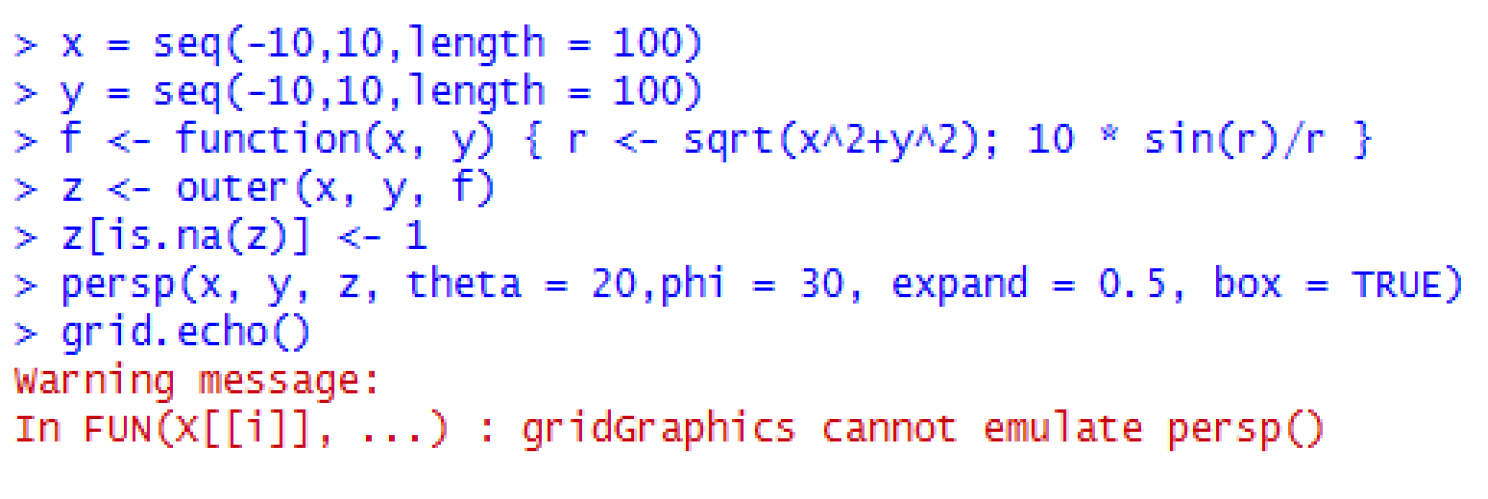 > x = seq(-10,10,length = 100)
> y = seq(-10,10,length = 100)
> f <- function(x, y) { r <- sqrt(x^2+y^2); 10 * sin(r)/r }
> z <- outer(x, y, f)
> z[is.na(z)] <- 1
> persp(x, y, z, theta = 20,phi = 30, expand = 0.5, box = TRUE)
> grid.echo()
Warning message:
In FUN(X[[i]], ...) : gridGraphics cannot emulate persp()